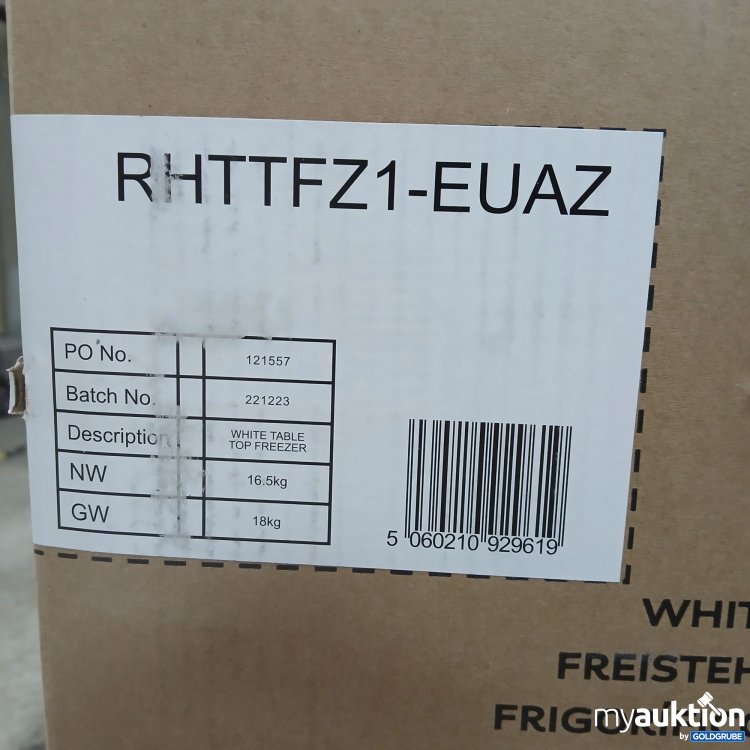 RHTTFZ1-EUAZ
PO No. 121557
Batch No. 221223
Description WHITE TABLE
TOP FREEZER
NW 16.5kg
GW 18kg
5 060210 929619
WHIT
FREISTEH
FRIGORÍF
myauktion
by GOLDGRUBE